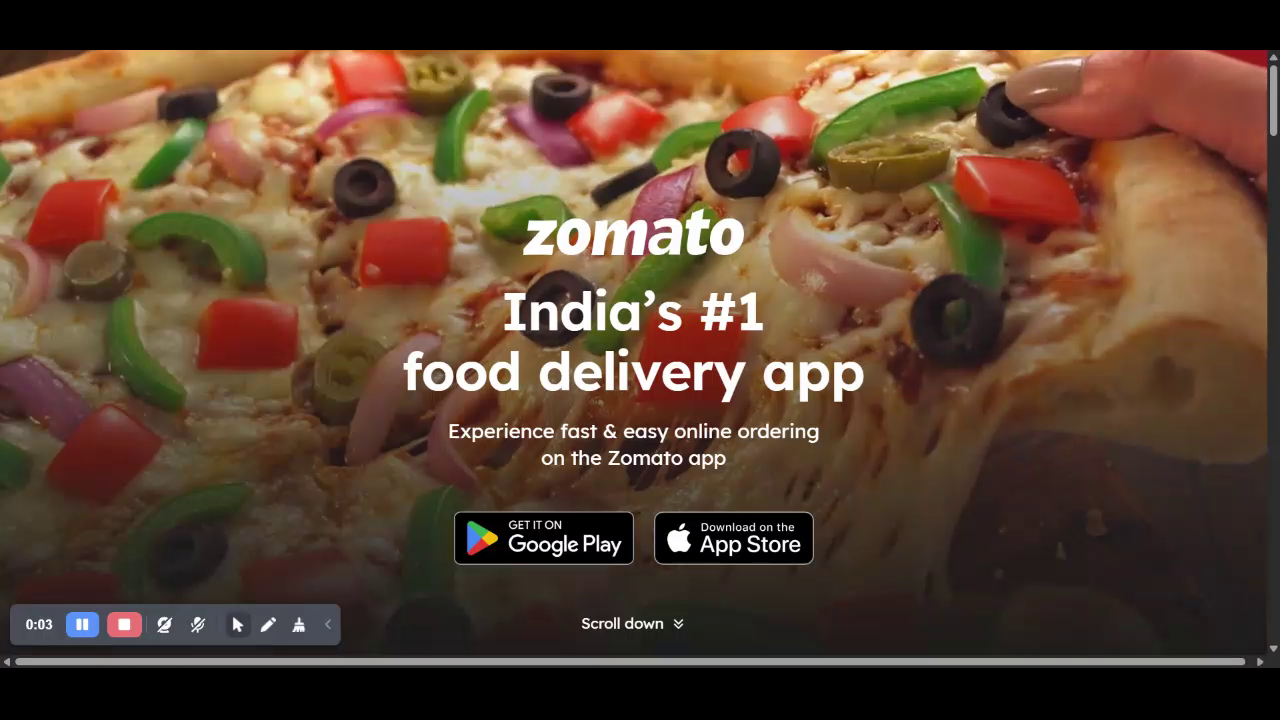 zomato
India’s #1
food delivery app
Experience fast & easy online ordering
on the Zomato app
GET IT ON
Google Play
Download on the
App Store
Scroll down
0:03